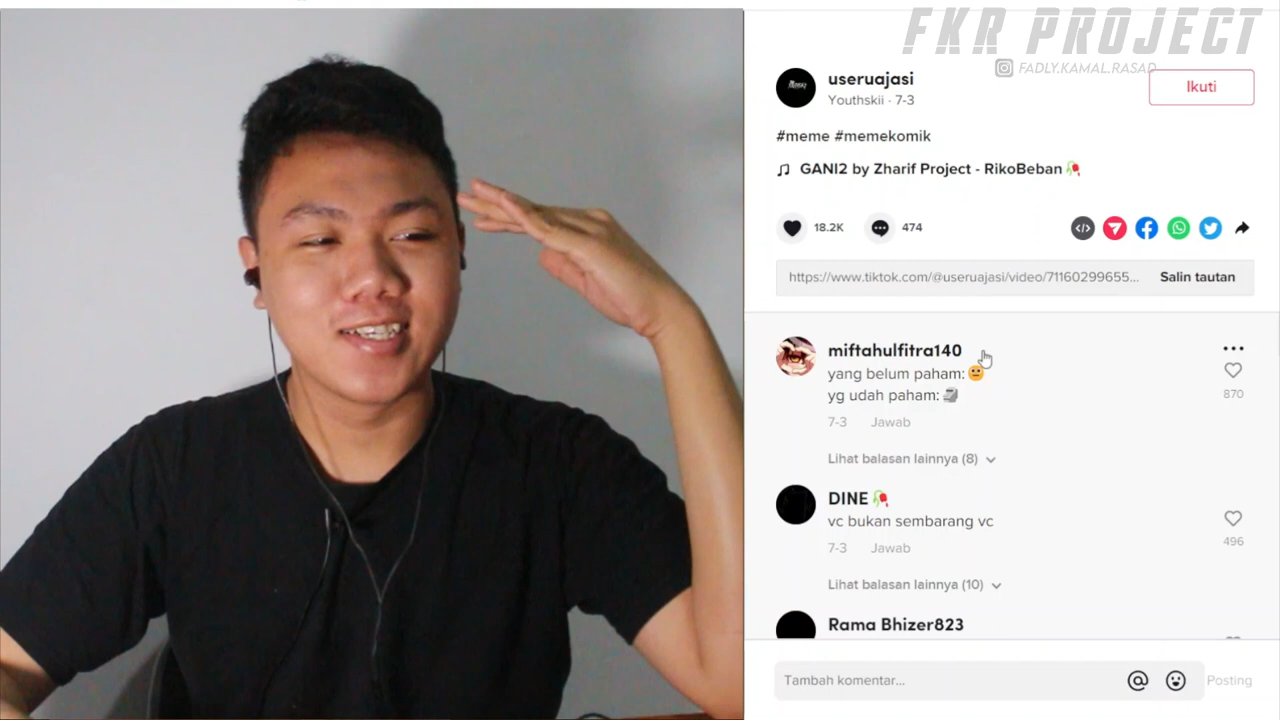 FKR PROJECT
FADLY.KAMAL.RASAD
useruajasi
Youthskii · 7-3
Ikuti
#meme #memekomik
GANI2 by Zharif Project - RikoBeban🥀
18.2K
474
https://www.tiktok.com/@useruajasi/video/71160299655...
Salin tautan
miftahulfitra140
yang belum paham: 😐
yg udah paham: 🗿
870
7-3 Jawab
Lihat balasan lainnya (8)
DINE🥀
vc bukan sembarang vc
496
7-3 Jawab
Lihat balasan lainnya (10)
Rama Bhizer823
Tambah komentar...
Posting